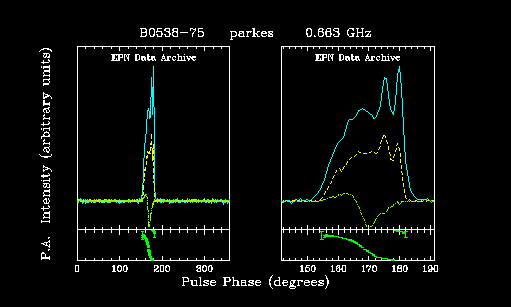 B0538-75 parkes 0.663 GHz
EPN Data Archive EPN Data Archive
P.A. Intensity (arbitrary units)
0 100 200 300 150 160 170 180 190
Pulse Phase (degrees)